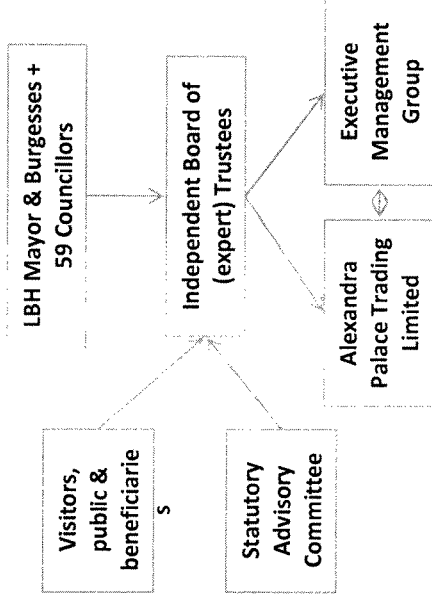 LBH Mayor & Burgesses +
59 Councillors
Visitors,
public &
beneficiarie
s
Independent Board of
(expert) Trustees
Statutory
Advisory
Committee
Alexandra
Palace Trading
Limited
Executive
Management
Group